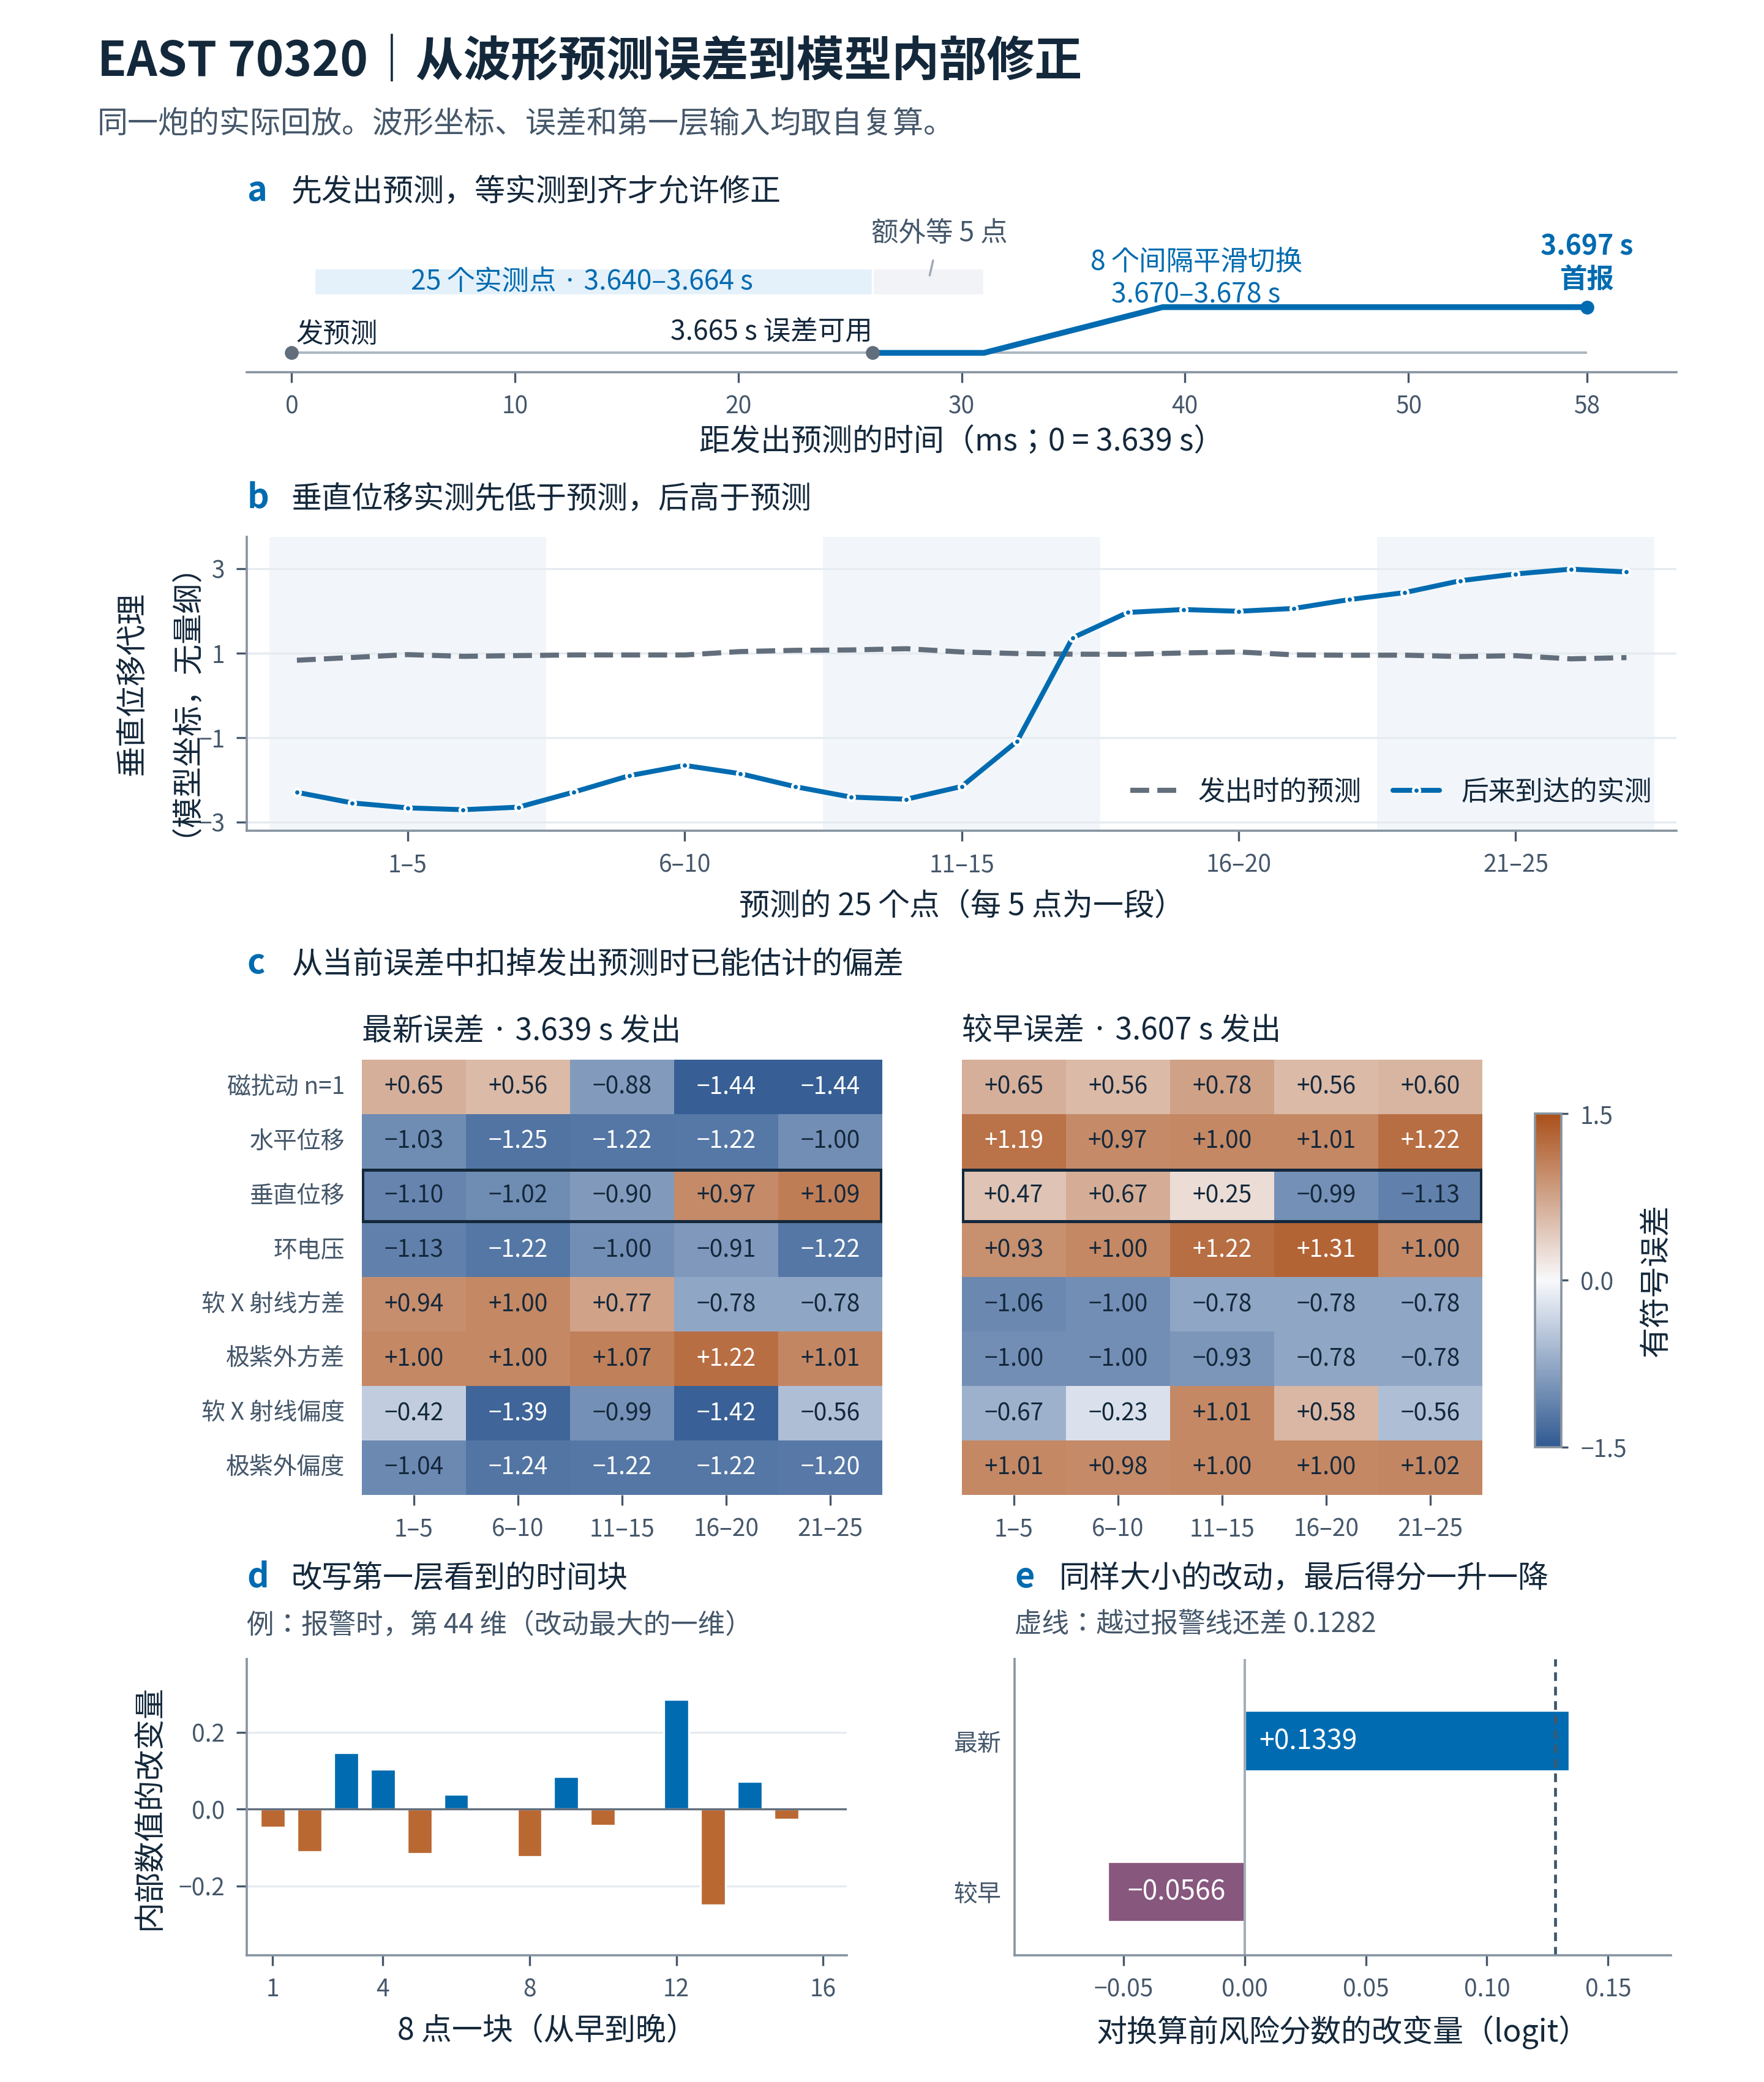 EAST 70320｜从波形预测误差到模型内部修正
同一炮的实际回放。波形坐标、误差和第一层输入均取自复算。
a 先发出预测，等实测到齐才允许修正
额外等 5 点
25 个实测点 · 3.640–3.664 s
8 个间隔平滑切换
3.670–3.678 s
3.697 s
首报
发预测
3.665 s 误差可用
0 10 20 30 40 50 58
距发出预测的时间（ms；0 = 3.639 s）
b 垂直位移实测先低于预测，后高于预测
垂直位移代理
（模型坐标，无量纲）
3
1
−1
−3
发出时的预测 后来到达的实测
1–5 6–10 11–15 16–20 21–25
预测的 25 个点（每 5 点为一段）
c 从当前误差中扣掉发出预测时已能估计的偏差
最新误差 · 3.639 s 发出 较早误差 · 3.607 s 发出
磁扰动 n=1 +0.65 +0.56 −0.88 −1.44 −1.44 +0.65 +0.56 +0.78 +0.56 +0.60
水平位移 −1.03 −1.25 −1.22 −1.22 −1.00 +1.19 +0.97 +1.00 +1.01 +1.22
垂直位移 −1.10 −1.02 −0.90 +0.97 +1.09 +0.47 +0.67 +0.25 −0.99 −1.13
环电压 −1.13 −1.22 −1.00 −0.91 −1.22 +0.93 +1.00 +1.22 +1.31 +1.00
软 X 射线方差 +0.94 +1.00 +0.77 −0.78 −0.78 −1.06 −1.00 −0.78 −0.78 −0.78
极紫外方差 +1.00 +1.00 +1.07 +1.22 +1.01 −1.00 −1.00 −0.93 −0.78 −0.78
软 X 射线偏度 −0.42 −1.39 −0.99 −1.42 −0.56 −0.67 −0.23 +1.01 +0.58 −0.56
极紫外偏度 −1.04 −1.24 −1.22 −1.22 −1.20 +1.01 +0.98 +1.00 +1.00 +1.02
1–5 6–10 11–15 16–20 21–25 1–5 6–10 11–15 16–20 21–25
1.5
0.0
−1.5
有符号误差
d 改写第一层看到的时间块
例：报警时，第 44 维（改动最大的一维）
内部数值的改变量
0.2
0.0
−0.2
1 4 8 12 16
8 点一块（从早到晚）
e 同样大小的改动，最后得分一升一降
虚线：越过报警线还差 0.1282
最新 +0.1339
较早 −0.0566
−0.05 0.00 0.05 0.10 0.15
对换算前风险分数的改变量（logit）